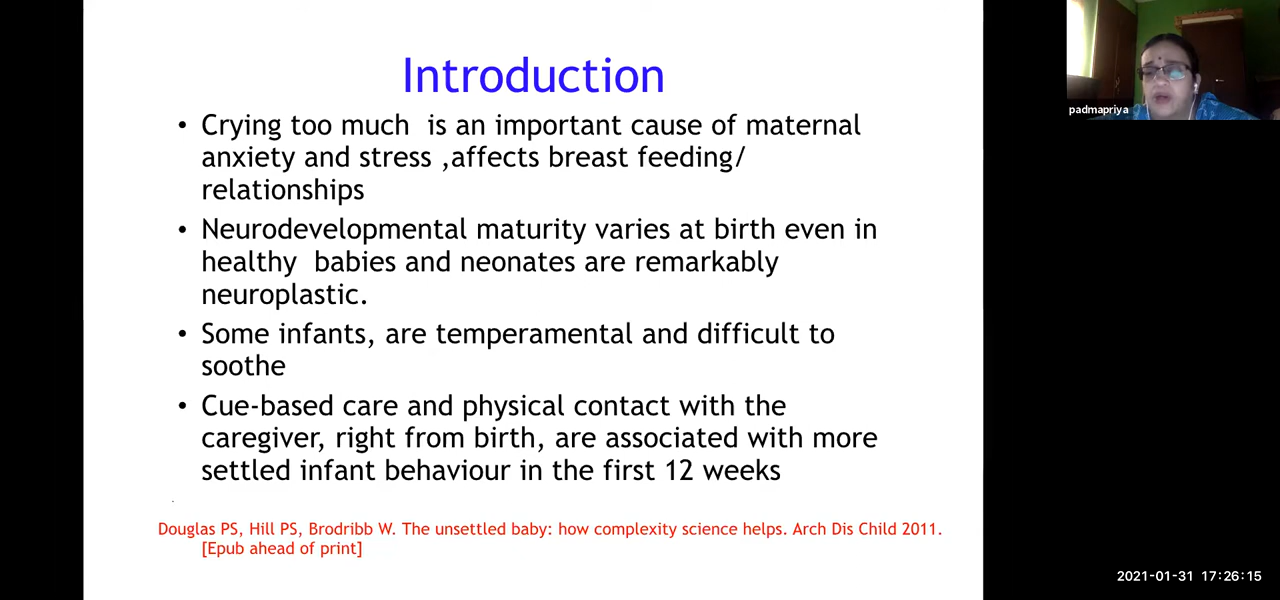 Introduction
• Crying too much  is an important cause of maternal
anxiety and stress ,affects breast feeding/
relationships
• Neurodevelopmental maturity varies at birth even in
healthy  babies and neonates are remarkably
neuroplastic.
• Some infants, are temperamental and difficult to
soothe
• Cue-based care and physical contact with the
caregiver, right from birth, are associated with more
settled infant behaviour in the first 12 weeks
.
Douglas PS, Hill PS, Brodribb W. The unsettled baby: how complexity science helps. Arch Dis Child 2011.
[Epub ahead of print]
padmapriya
2021-01-31 17:26:15